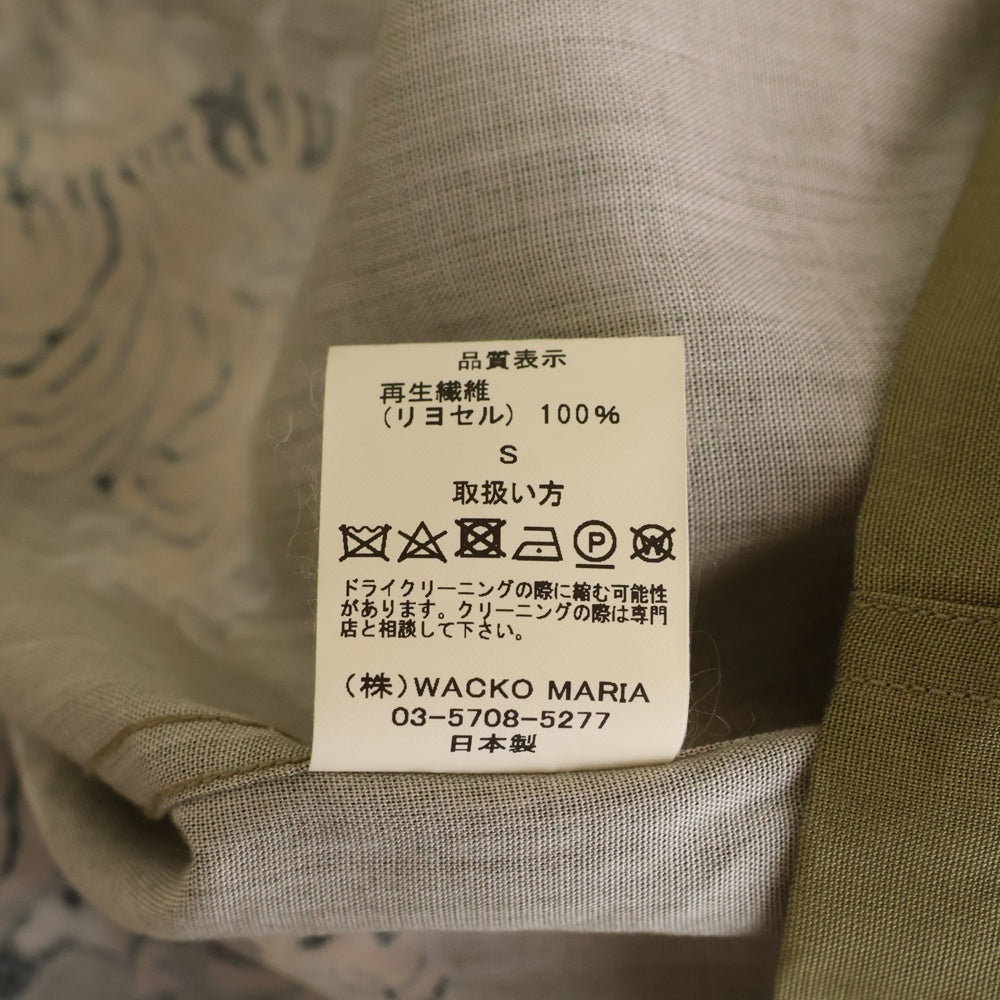 品質表示
再生繊維
(リヨセル) 100%
S
取扱い方
P
W
ドライクリーニングの際に縮む可能性
があります。クリーニングの際は専門
店と相談して下さい。
(株)WACKO MARIA
03-5708-5277
日本製